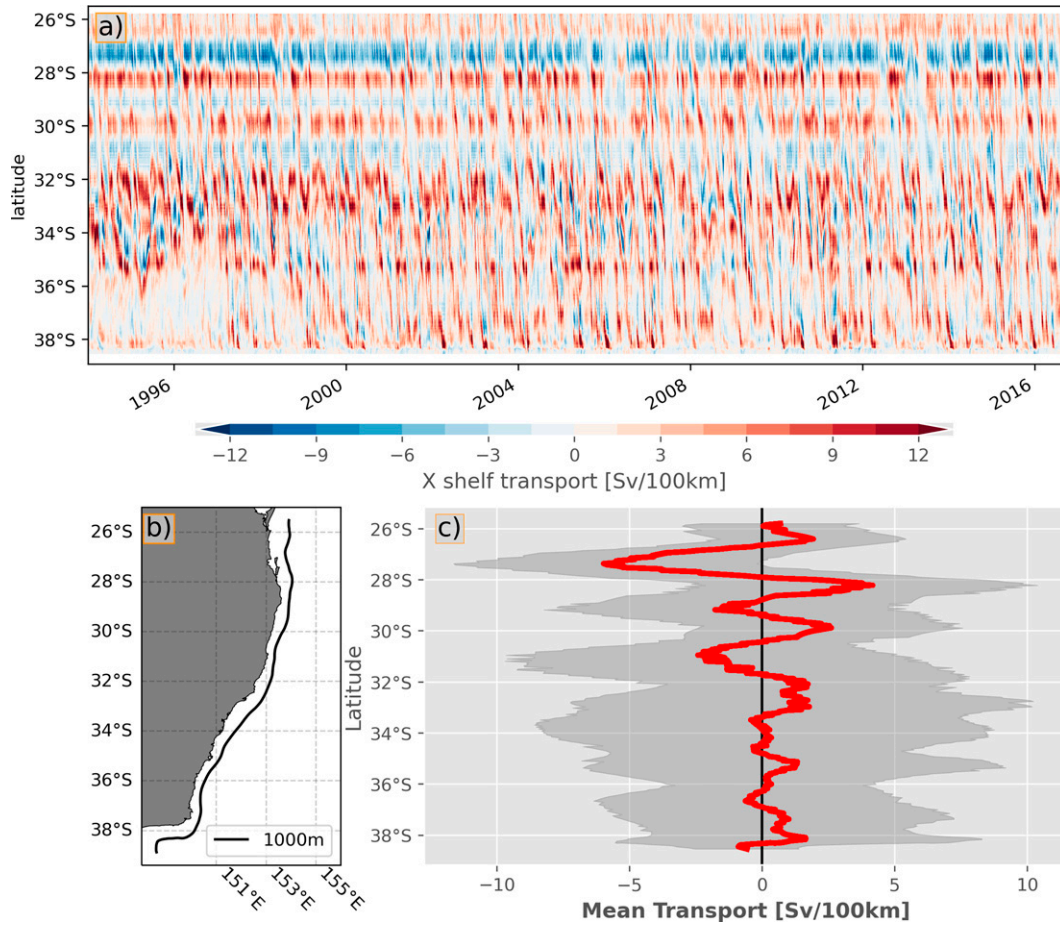 a)
26°S
28°S
30°S
32°S
34°S
36°S
38°S
latitude
1996
2000
2004
2008
2012
2016
−12
−9
−6
−3
0
3
6
9
12
X shelf transport [Sv/100km]
b)
26°S
28°S
30°S
32°S
34°S
36°S
38°S
1000m
151°E
153°E
155°E
c)
Latitude
26°S
28°S
30°S
32°S
34°S
36°S
38°S
−10
−5
0
5
10
Mean Transport [Sv/100km]